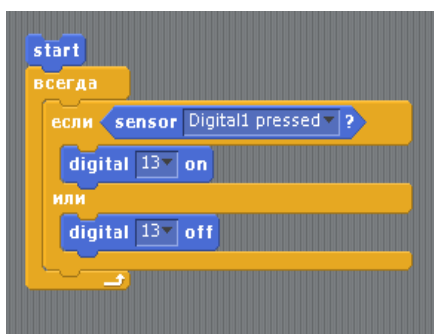 start
всегда
если sensor Digital1 pressed ?
digital 13 on
или
digital 13 off